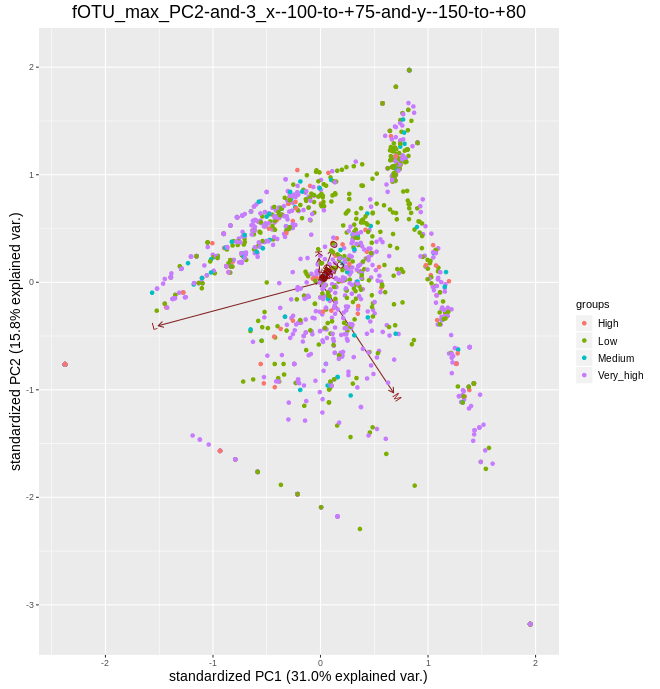 fOTU_max_PC2-and-3_x--100-to-+75-and-y--150-to-+80
standardized PC2 (15.8% explained var.)
2
1
0
-1
-2
-3
L
M
-2
-1
0
1
2
standardized PC1 (31.0% explained var.)
groups
High
Low
Medium
Very_high